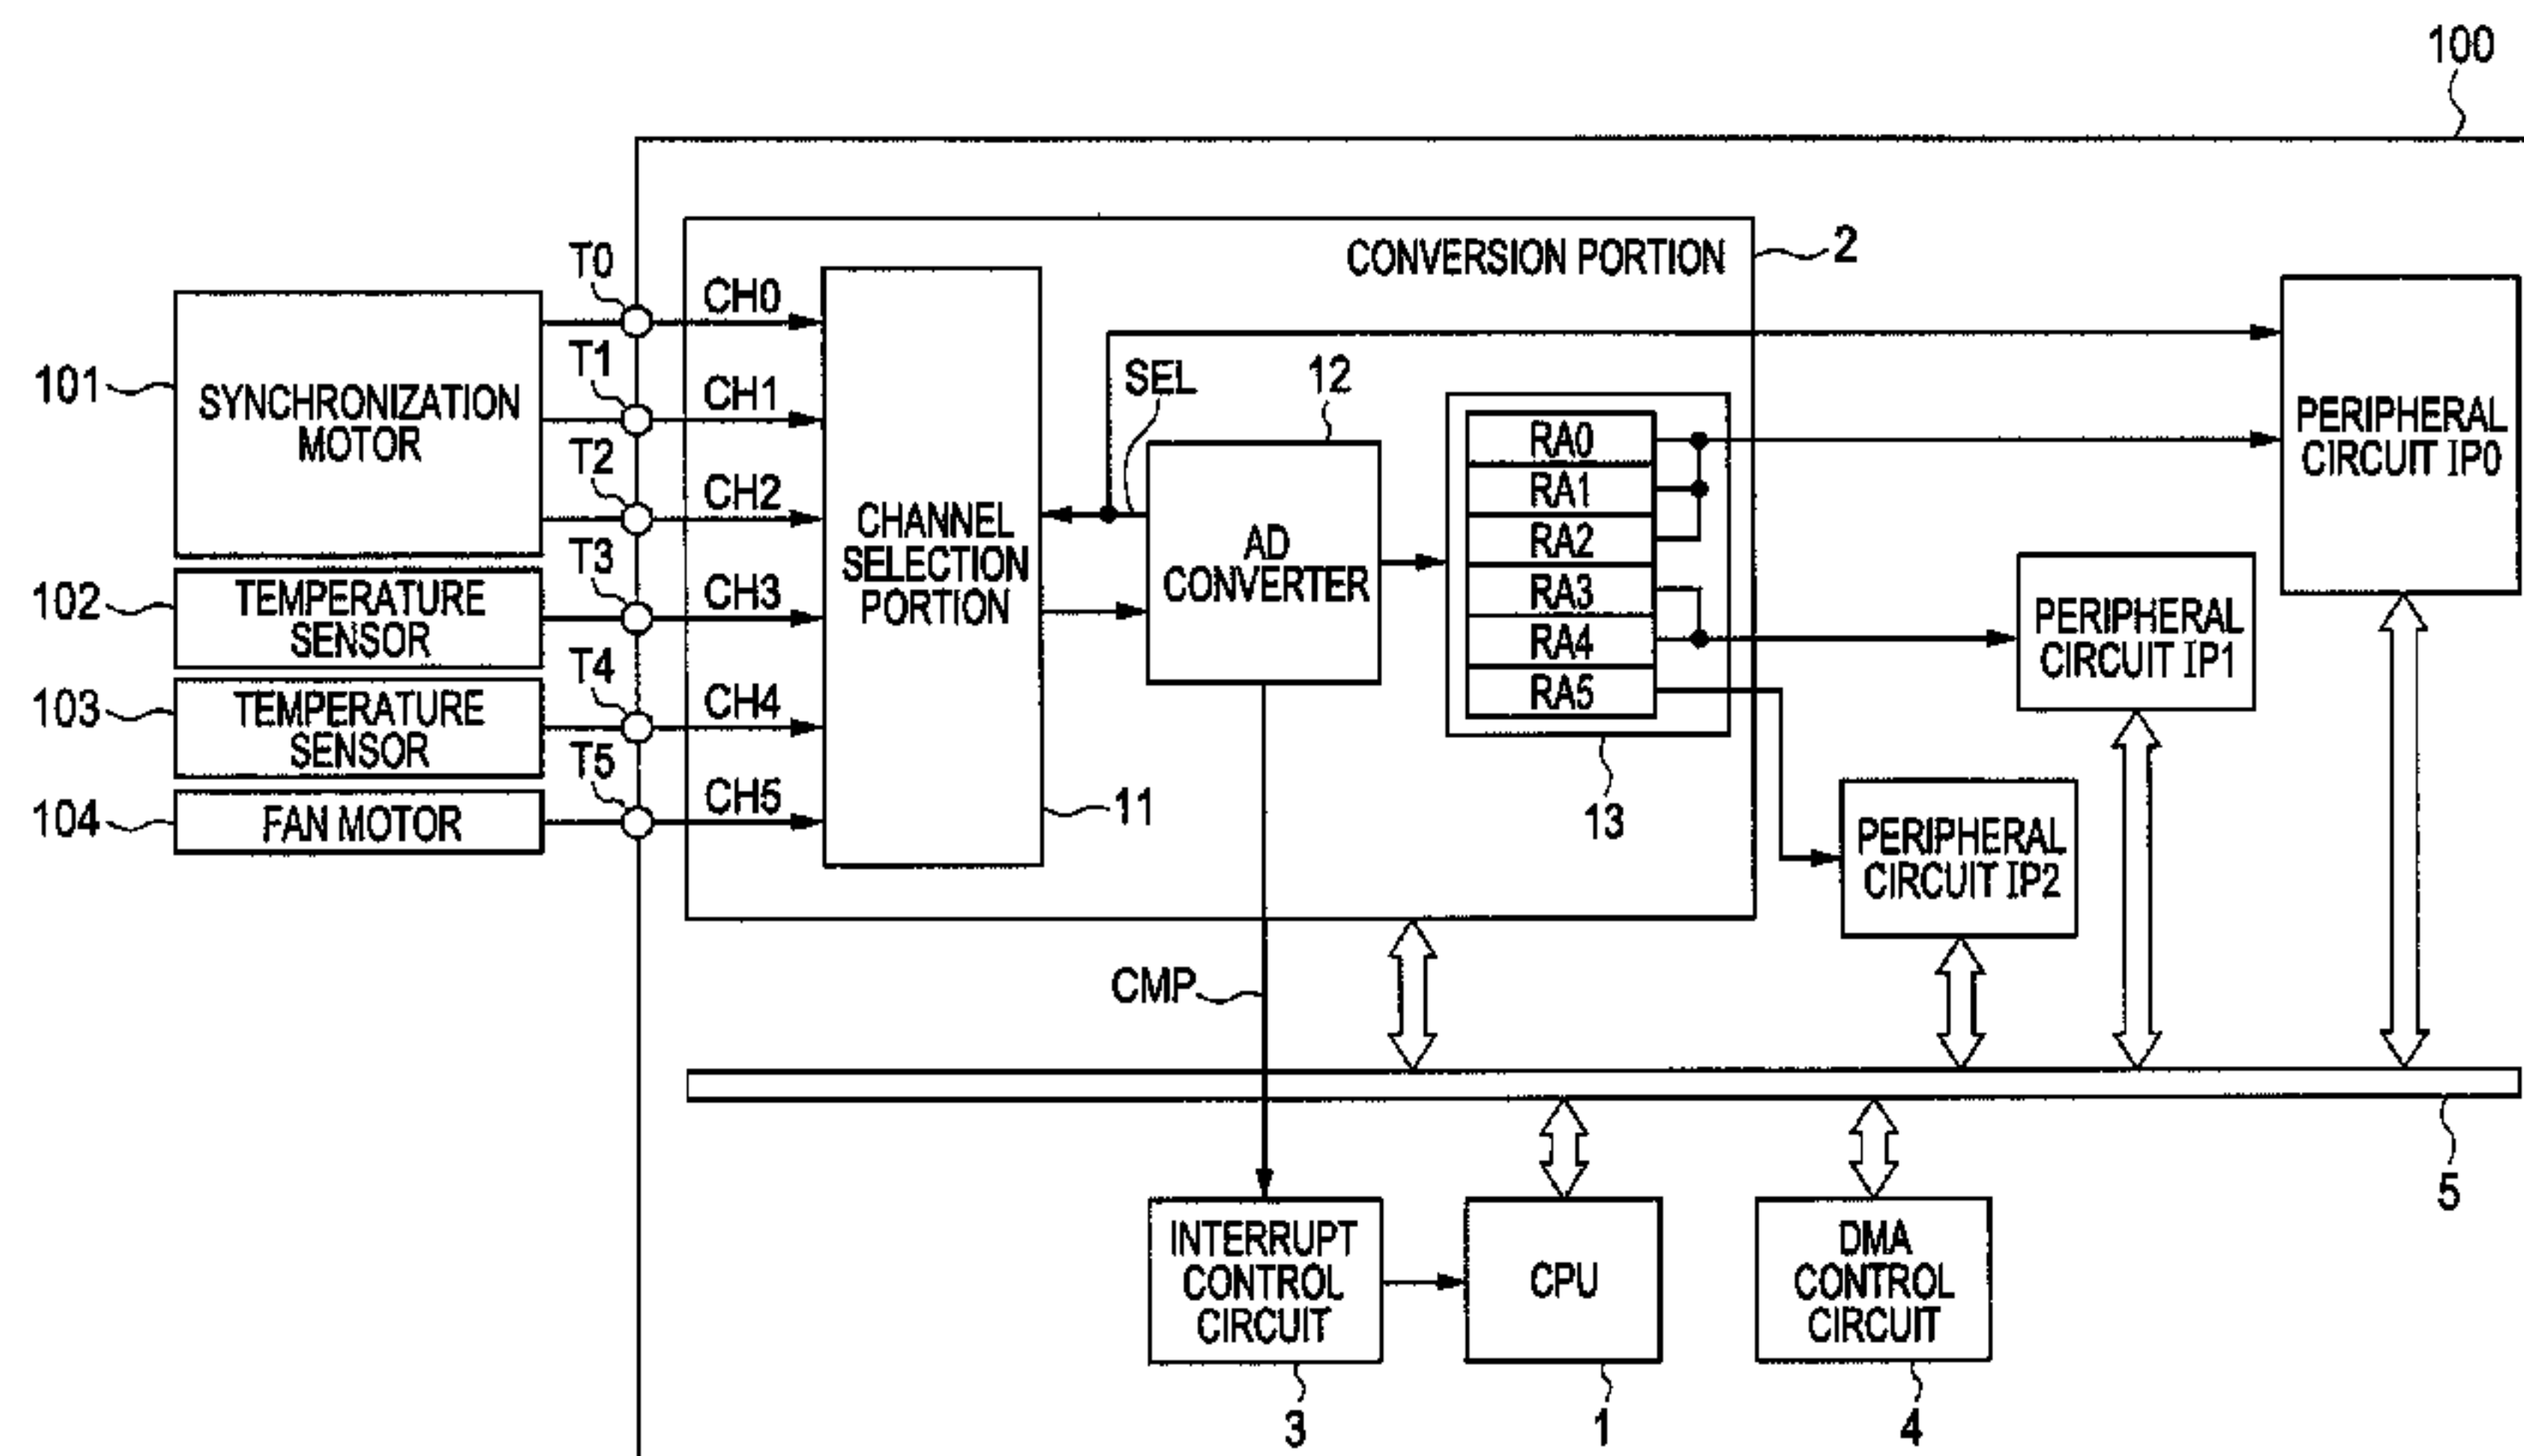 100
CONVERSION PORTION
2
T0
CH0
101
SYNCHRONIZATION
MOTOR
T1
CH1
T2
CH2
T3
CH3
102
TEMPERATURE
SENSOR
T4
CH4
103
TEMPERATURE
SENSOR
T5
CH5
104
FAN MOTOR
CHANNEL
SELECTION
PORTION
11
SEL
12
AD
CONVERTER
RA0
RA1
RA2
RA3
RA4
RA5
13
PERIPHERAL
CIRCUIT IP0
PERIPHERAL
CIRCUIT IP1
PERIPHERAL
CIRCUIT IP2
CMP
5
INTERRUPT
CONTROL
CIRCUIT
3
CPU
1
DMA
CONTROL
CIRCUIT
4